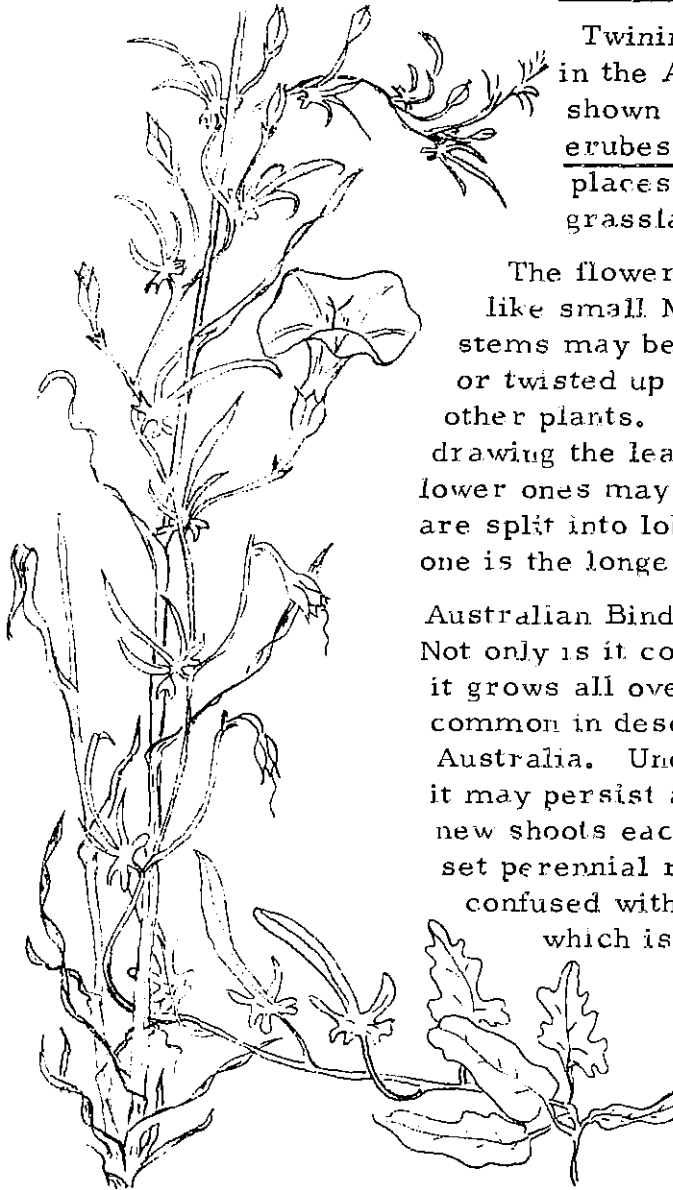 Twinin
in the A
shown
erubes
places
grassla
The flower
like small M
stems may be
or twisted up
other plants.
drawing the lea
lower ones may
are split into lo
one is the longe
Australian Bind
Not only is it co
it grows all ove
common in dese
Australia. Un
it may persist a
new shoots eac
set perennial r
confused with
which is